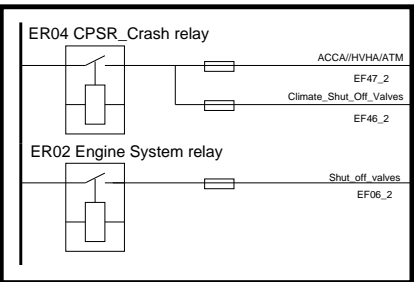 ER04 CPSR_Crash relay
ACCA//HVHA/ATM
EF47_2
Climate_Shut_Off_Valves
EF46_2
ER02 Engine System relay
Shut_off_valves
EF06_2